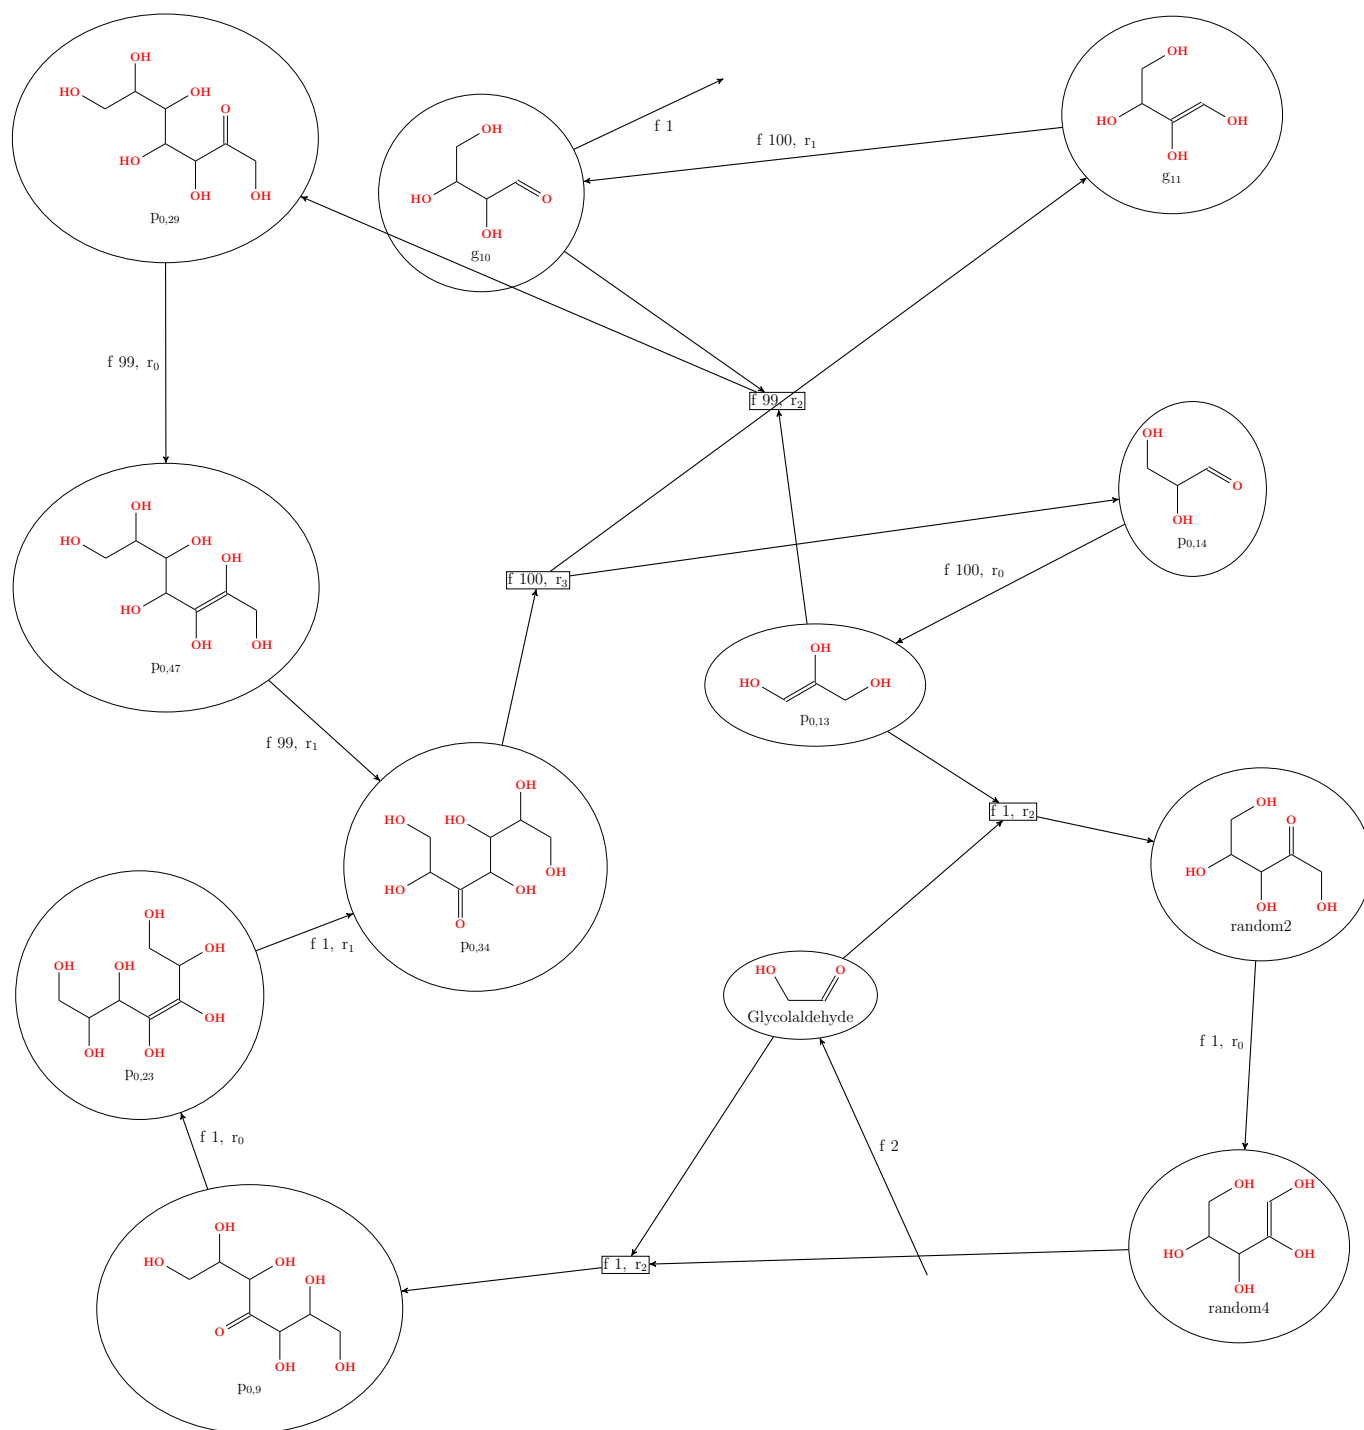 OH
HO
OH
O
HO
OH
OH
p0,29
OH
HO
O
OH
g10
f 1
f 100, r1
OH
HO
OH
OH
g11
f 99, r0
f 99, r2
OH
O
OH
p0,14
OH
HO
OH
OH
HO
OH
OH
p0,47
f 100, r3
f 100, r0
OH
HO
OH
p0,13
f 99, r1
OH
HO
HO
OH
HO
OH
O
p0,34
f 1, r2
OH
O
HO
OH
OH
random2
OH
OH
OH
OH
OH
OH
OH
p0,23
f 1, r1
HO
O
Glycolaldehyde
f 1, r0
f 1, r0
f 2
OH
OH
HO
OH
OH
random4
OH
HO
OH
OH
O
OH
OH
p0,9
f 1, r2